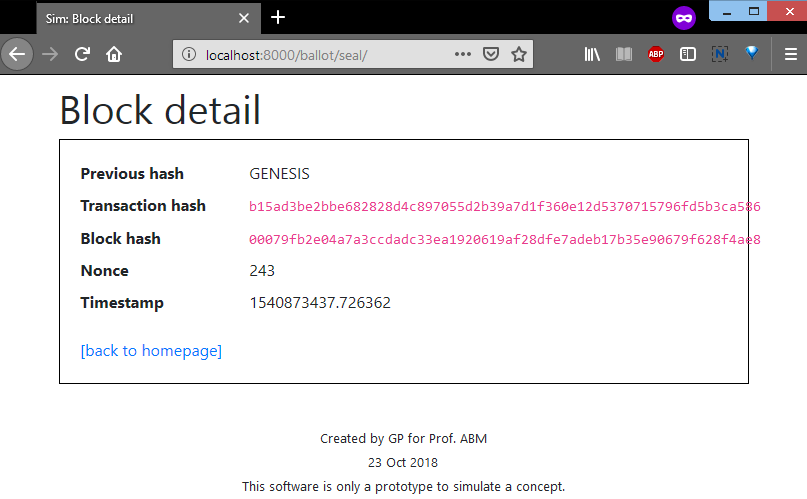 Sim: Block detail
localhost:8000/ballot/seal/
ABP
N
Block detail
Previous hash GENESIS
Transaction hash b15ad3be2bbe682828d4c897055d2b39a7d1f360e12d5370715796fd5b3ca586
Block hash 00079fb2e04a7a3ccdadc33ea1920619af28dfe7adeb17b35e90679f628f4ae8
Nonce 243
Timestamp 1540873437.726362
[back to homepage]
Created by GP for Prof. ABM
23 Oct 2018
This software is only a prototype to simulate a concept.